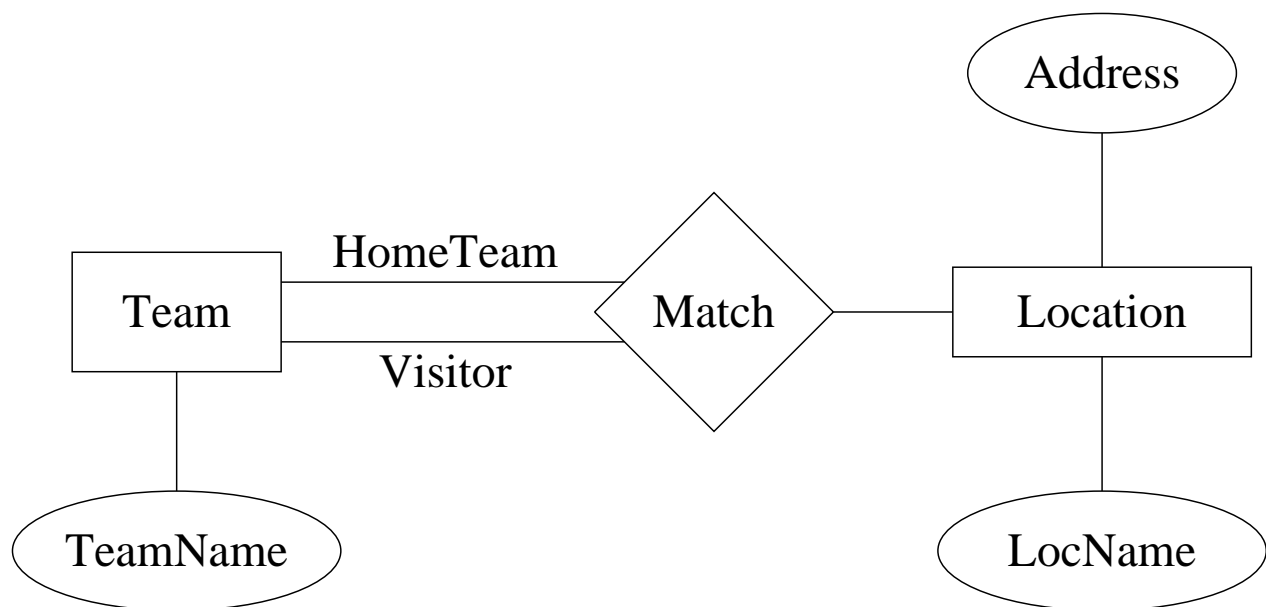 Address
HomeTeam
Team
Match
Location
Visitor
TeamName
LocName